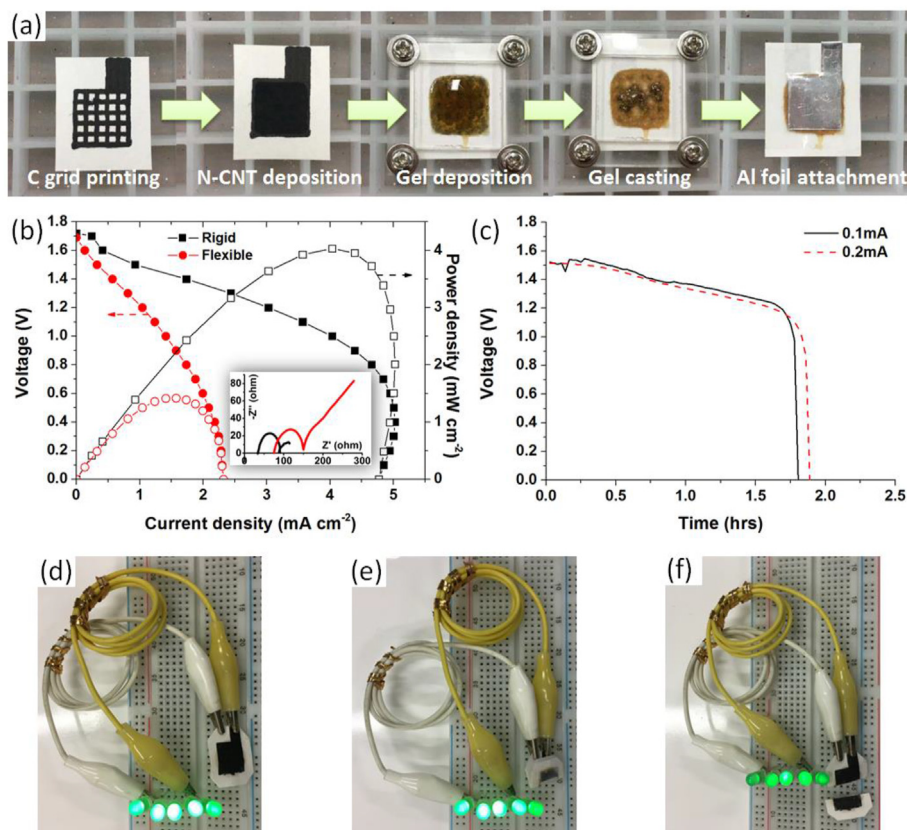 (a)
C grid printing
N-CNT deposition
Gel deposition
Gel casting
Al foil attachment
(b)
1.8
1.6
1.4
1.2
1.0
0.8
0.6
0.4
0.2
0.0
Voltage (V)
Rigid
Flexible
0
1
2
3
4
5
Current density (mA cm⁻²)
4
3
2
1
0
Power density (mW cm⁻²)
80
40
0
-Z'' (ohm)
0
100
200
300
Z' (ohm)
(c)
1.8
1.6
1.4
1.2
1.0
0.8
0.6
0.4
0.2
0.0
Voltage (V)
0.1mA
0.2mA
0.0
0.5
1.0
1.5
2.0
2.5
Time (hrs)
(d)
(e)
(f)